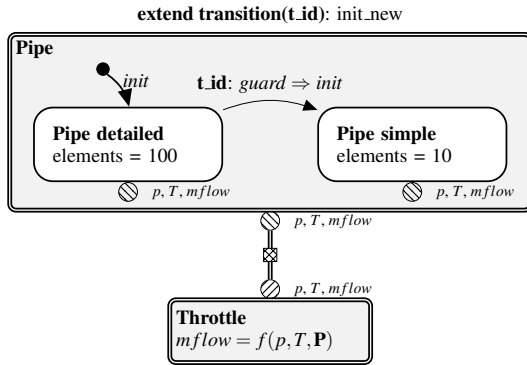 extend transition(t_id): init_new
Pipe
init
t_id: guard ⇒ init
Pipe detailed
elements = 100
Pipe simple
elements = 10
p, T, mflow
p, T, mflow
p, T, mflow
p, T, mflow
Throttle
mflow = f(p, T, P)